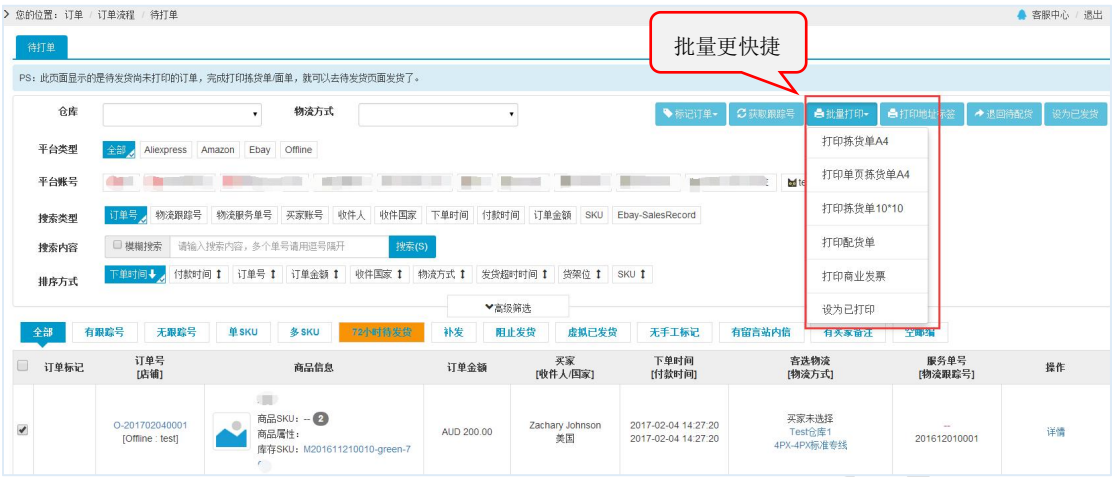 您的位置：订单 / 订单流程 / 待打单
客服中心 / 退出
待打单
批量更快捷
PS：此页面显示的是待发货尚未打印的订单，完成打印拣货单/面单，就可以去待发货页面发货了。
仓库 物流方式
标记订单 获取跟踪号 批量打印 打印地址标签 退回待配货 设为已发货
打印拣货单A4
打印单页拣货单A4
打印拣货单10*10
打印配货单
打印商业发票
设为已打印
平台类型 全部 Aliexpress Amazon Ebay Offline
平台账号
搜索类型 订单号 物流跟踪号 物流服务单号 买家账号 收件人 收件国家 下单时间 付款时间 订单金额 SKU Ebay-SalesRecord
搜索内容 模糊搜索 请输入搜索内容，多个单号请用逗号隔开 搜索(S)
排序方式 下单时间 付款时间 订单号 订单金额 收件国家 物流方式 发货超时时间 货架位 SKU
高级筛选
全部 有跟踪号 无跟踪号 单SKU 多SKU 72小时待发货 补发 阻止发货 虚拟已发货 无手工标记 有留言站内信 有买家备注 空邮编
订单标记 订单号 商品信息 订单金额 买家 下单时间 客选物流 服务单号 操作
[店铺] [收件人/国家] [付款时间] [物流方式] [物流跟踪号]
商品SKU：-- 2
商品属性：
库存SKU：M201611210010-green-7
O-201702040001
[Offline : test]
AUD 200.00
Zachary Johnson
美国
2017-02-04 14:27:20
2017-02-04 14:27:20
买家未选择
Test仓库1
4PX-4PX标准专线
--
201612010001
详情